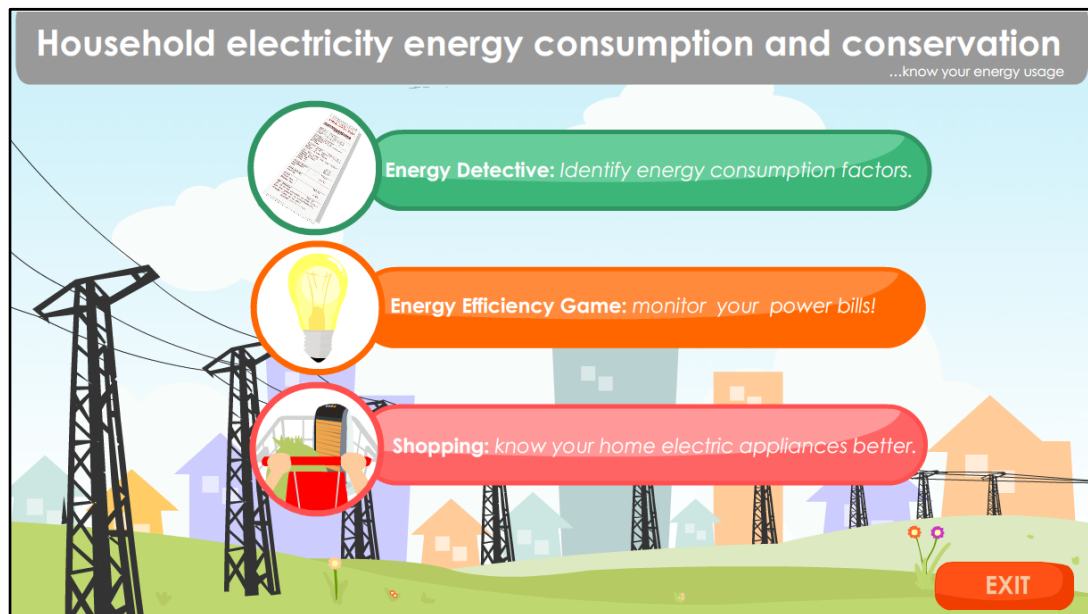 Household electricity energy consumption and conservation
...know your energy usage
Energy Detective: Identify energy consumption factors.
Energy Efficiency Game: monitor your power bills!
Shopping: know your home electric appliances better.
EXIT